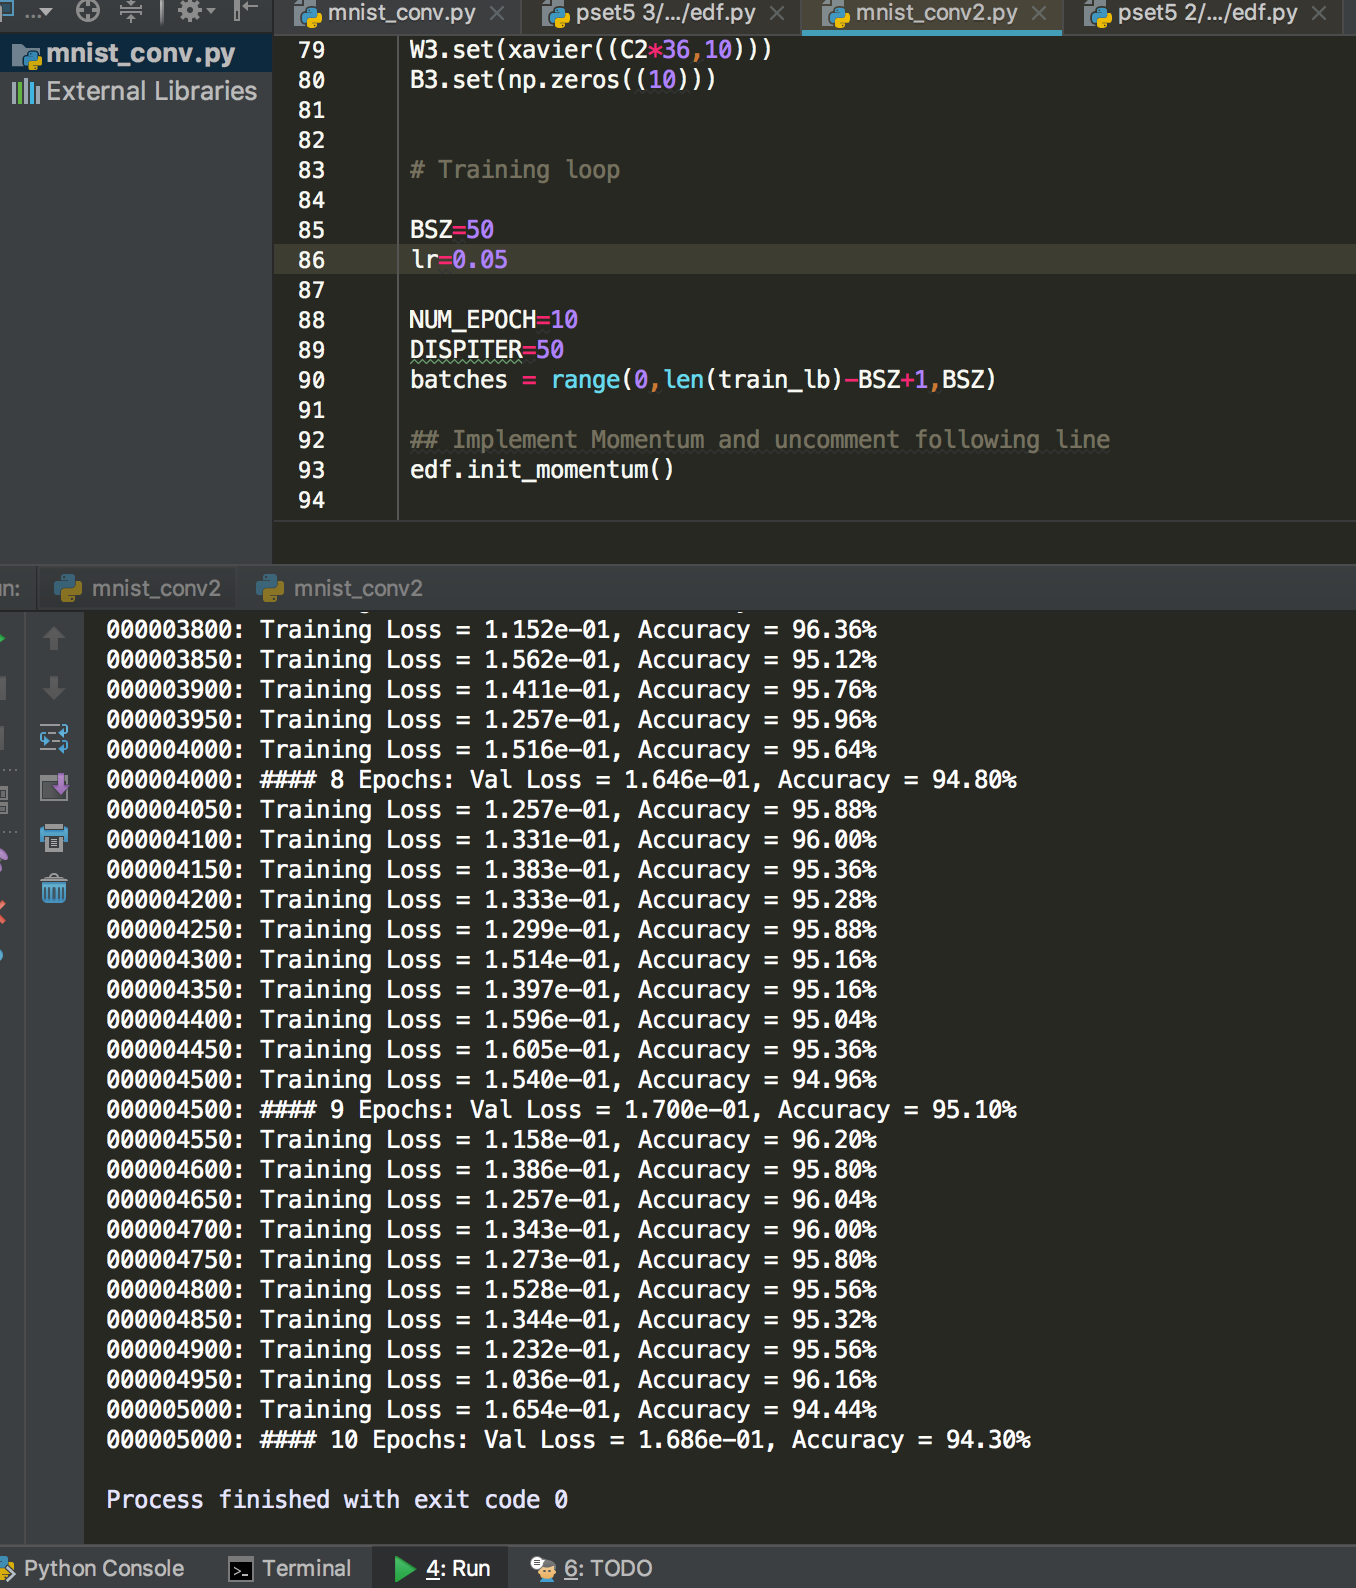 ...
mnist_conv.py
pset5 3/.../edf.py
mnist_conv2.py
pset5 2/.../edf.py
mnist_conv.py
External Libraries
79 W3.set(xavier((C2*36,10)))
80 B3.set(np.zeros((10)))
81
82
83 # Training loop
84
85 BSZ=50
86 lr=0.05
87
88 NUM_EPOCH=10
89 DISPITER=50
90 batches = range(0,len(train_lb)-BSZ+1,BSZ)
91
92 ## Implement Momentum and uncomment following line
93 edf.init_momentum()
94
un: mnist_conv2 mnist_conv2
000003800: Training Loss = 1.152e-01, Accuracy = 96.36%
000003850: Training Loss = 1.562e-01, Accuracy = 95.12%
000003900: Training Loss = 1.411e-01, Accuracy = 95.76%
000003950: Training Loss = 1.257e-01, Accuracy = 95.96%
000004000: Training Loss = 1.516e-01, Accuracy = 95.64%
000004000: #### 8 Epochs: Val Loss = 1.646e-01, Accuracy = 94.80%
000004050: Training Loss = 1.257e-01, Accuracy = 95.88%
000004100: Training Loss = 1.331e-01, Accuracy = 96.00%
000004150: Training Loss = 1.383e-01, Accuracy = 95.36%
000004200: Training Loss = 1.333e-01, Accuracy = 95.28%
000004250: Training Loss = 1.299e-01, Accuracy = 95.88%
000004300: Training Loss = 1.514e-01, Accuracy = 95.16%
000004350: Training Loss = 1.397e-01, Accuracy = 95.16%
000004400: Training Loss = 1.596e-01, Accuracy = 95.04%
000004450: Training Loss = 1.605e-01, Accuracy = 95.36%
000004500: Training Loss = 1.540e-01, Accuracy = 94.96%
000004500: #### 9 Epochs: Val Loss = 1.700e-01, Accuracy = 95.10%
000004550: Training Loss = 1.158e-01, Accuracy = 96.20%
000004600: Training Loss = 1.386e-01, Accuracy = 95.80%
000004650: Training Loss = 1.257e-01, Accuracy = 96.04%
000004700: Training Loss = 1.343e-01, Accuracy = 96.00%
000004750: Training Loss = 1.273e-01, Accuracy = 95.80%
000004800: Training Loss = 1.528e-01, Accuracy = 95.56%
000004850: Training Loss = 1.344e-01, Accuracy = 95.32%
000004900: Training Loss = 1.232e-01, Accuracy = 95.56%
000004950: Training Loss = 1.036e-01, Accuracy = 96.16%
000005000: Training Loss = 1.654e-01, Accuracy = 94.44%
000005000: #### 10 Epochs: Val Loss = 1.686e-01, Accuracy = 94.30%

Process finished with exit code 0
Python Console Terminal 4: Run 6: TODO